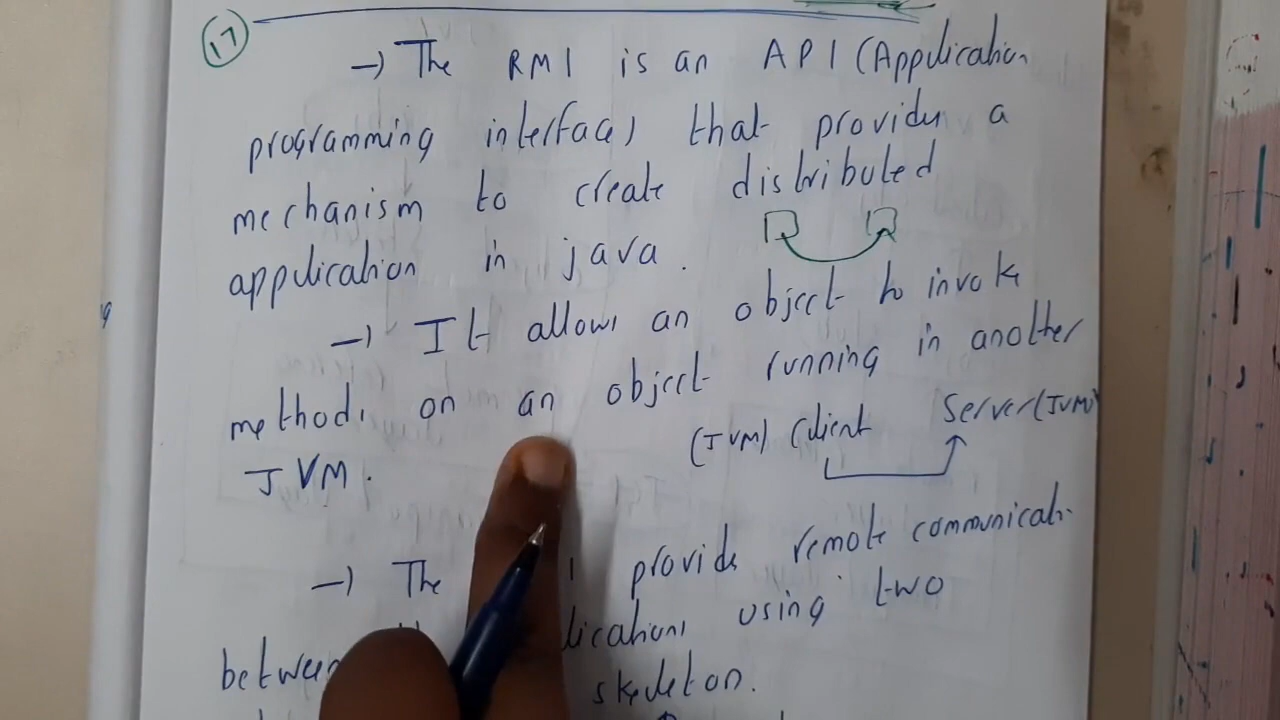 17
→ The RMI is an API (Application
programming interface) that provides a
mechanism to create distributed
application in java.
→ It allows an object to invoke
methods on an object running in another
JVM.
(JVM) Client Server(JVM)
→ The provide remote communicati-
between using two
skeleton.